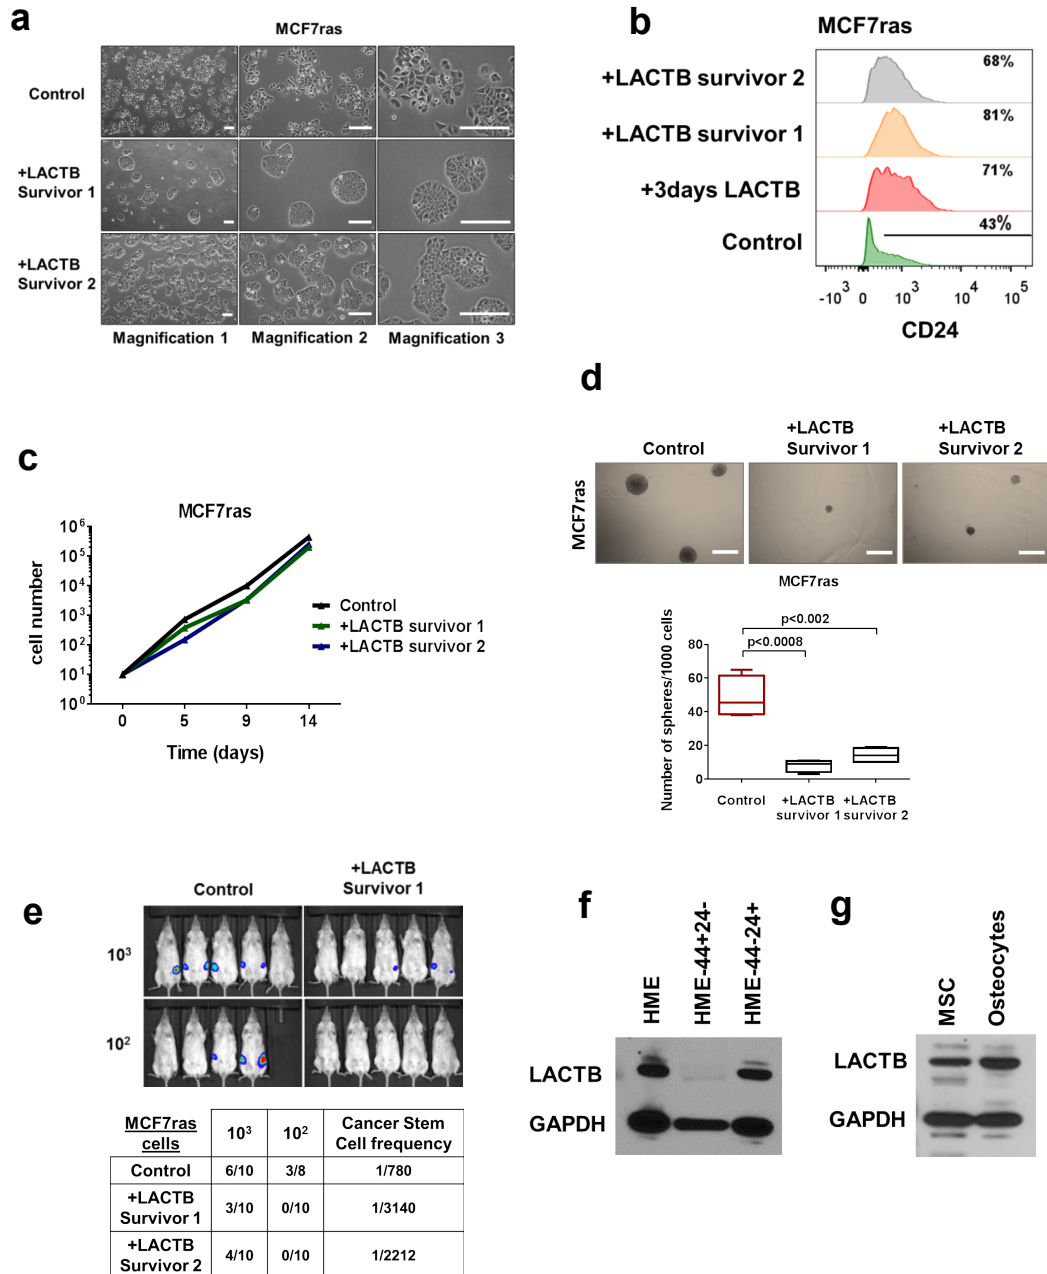 a
MCF7ras
Control
+LACTB
Survivor 1
+LACTB
Survivor 2
Magnification 1 Magnification 2 Magnification 3
b
MCF7ras
+LACTB survivor 2
68%
+LACTB survivor 1
81%
+3days LACTB
71%
Control
43%
-10³ 0 10³ 10⁴ 10⁵
CD24
c
MCF7ras
cell number
10⁶
10⁵
10⁴
10³
10²
10¹
10⁰
0 5 9 14
Time (days)
Control
+LACTB survivor 1
+LACTB survivor 2
d
Control
+LACTB
Survivor 1
+LACTB
Survivor 2
MCF7ras
MCF7ras
Number of spheres/1000 cells
p<0.002
p<0.0008
80
60
40
20
0
Control
+LACTB
survivor 1
+LACTB
survivor 2
e
Control
+LACTB
Survivor 1
10³
10²
MCF7ras
cells
10³ 10² Cancer Stem
Cell frequency
Control 6/10 3/8 1/780
+LACTB
Survivor 1 3/10 0/10 1/3140
+LACTB
Survivor 2 4/10 0/10 1/2212
f
HME
HME-44+24-
HME-44-24+
LACTB
GAPDH
g
MSC
Osteocytes
LACTB
GAPDH